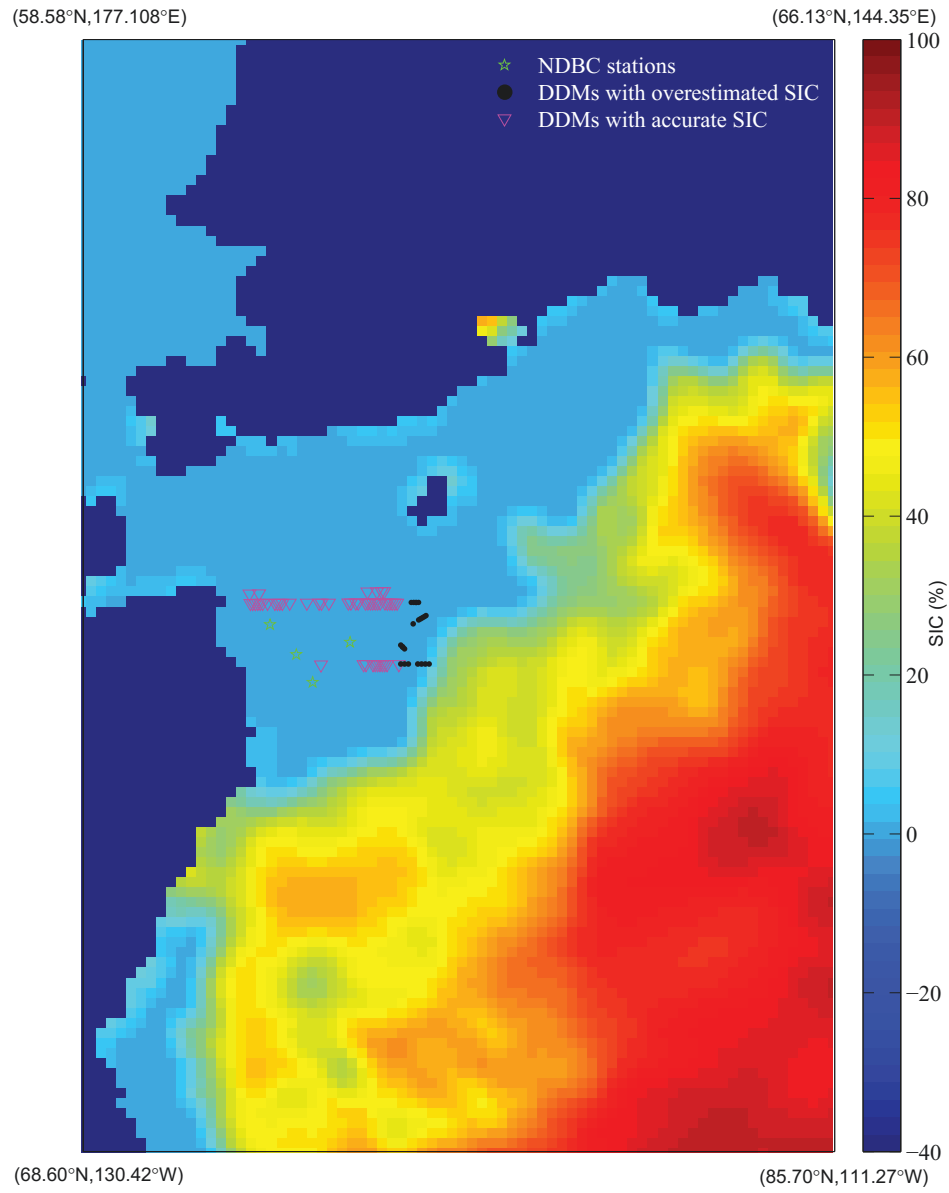 (58.58°N,177.108°E)
(66.13°N,144.35°E)
NDBC stations
DDMs with overestimated SIC
DDMs with accurate SIC
100
80
60
40
20
0
−20
−40
SIC (%)
(68.60°N,130.42°W)
(85.70°N,111.27°W)